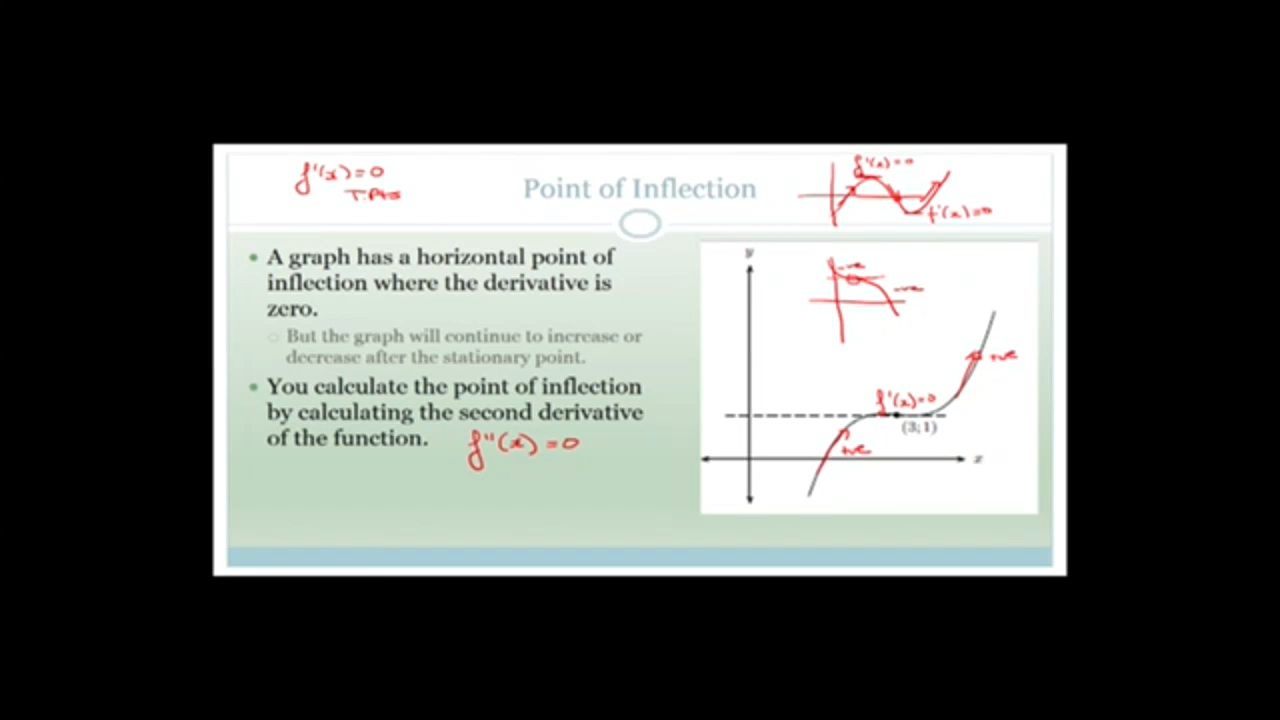 f'(x)=0
T.Pts
Point of Inflection
f'(x)=0
f'(x)=0
• A graph has a horizontal point of
inflection where the derivative is
zero.
But the graph will continue to increase or
decrease after the stationary point.
• You calculate the point of inflection
by calculating the second derivative
of the function.
f''(x)=0
y
-ve
-ve
+ve
f'(x)=0
(3;1)
+ve
x